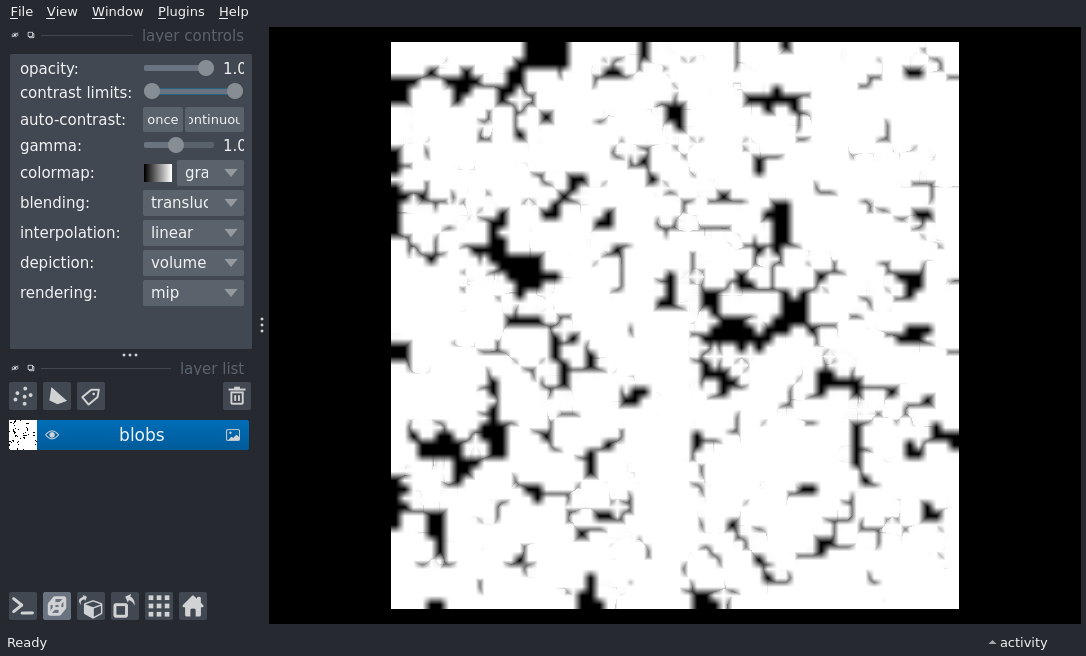 File View Window Plugins Help
layer controls
opacity: 1.0
contrast limits:
auto-contrast: once ontinuou
gamma: 1.0
colormap: gra
blending: transluc
interpolation: linear
depiction: volume
rendering: mip
layer list
blobs
Ready
activity